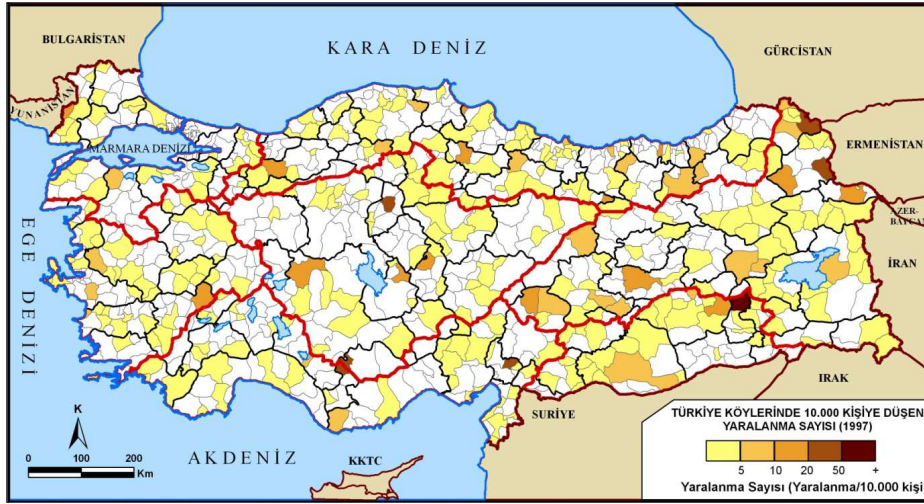 BULGARİSTAN
KARA DENİZ
GÜRCİSTAN
YUNANİSTAN
MARMARA DENİZİ
ERMENİSTAN
AZER-
BAYCAN
EGE DENİZİ
İRAN
IRAK
SURİYE
K
AKDENİZ
KKTC
0 100 200
Km
TÜRKİYE KÖYLERİNDE 10.000 KİŞİYE DÜŞEN
YARALANMA SAYISI (1997)
5 10 20 50 +
Yaralanma Sayısı (Yaralanma/10.000 kişi